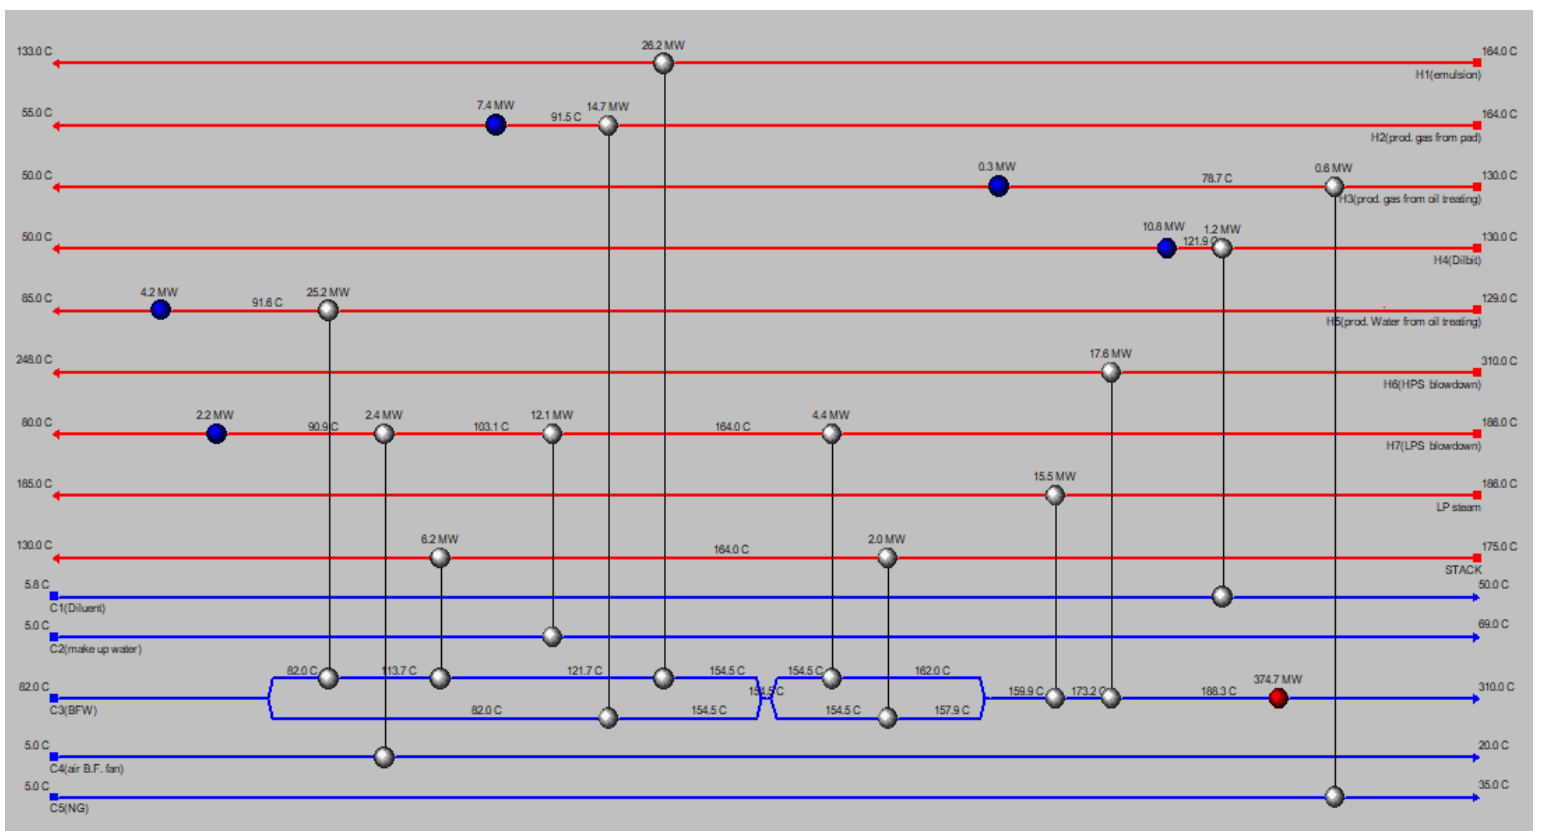 26.2 MW
133.0 C
164.0 C
H1(emulsion)
7.4 MW
14.7 MW
55.0 C
91.5 C
164.0 C
H2(prod. gas from pad)
0.3 MW
0.6 MW
50.0 C
78.7 C
130.0 C
H3(prod. gas from oil treating)
10.8 MW
1.2 MW
50.0 C
121.9 C
130.0 C
H4(Dilbit)
4.2 MW
25.2 MW
85.0 C
91.6 C
129.0 C
H5(prod. Water from oil treating)
17.6 MW
248.0 C
310.0 C
H6(HPS blowdown)
2.2 MW
2.4 MW
12.1 MW
4.4 MW
80.0 C
90.9 C
103.1 C
164.0 C
186.0 C
H7(LPS blowdown)
15.5 MW
185.0 C
186.0 C
LP steam
6.2 MW
2.0 MW
130.0 C
164.0 C
175.0 C
STACK
5.8 C
50.0 C
C1(Diluent)
5.0 C
69.0 C
C2(make up water)
82.0 C
113.7 C
121.7 C
154.5 C
154.5 C
162.0 C
374.7 MW
82.0 C
154.5 C
159.9 C
173.2 C
188.3 C
310.0 C
C3(BFW)
82.0 C
154.5 C
154.5 C
157.9 C
5.0 C
20.0 C
C4(air B.F. fan)
5.0 C
35.0 C
C5(NG)